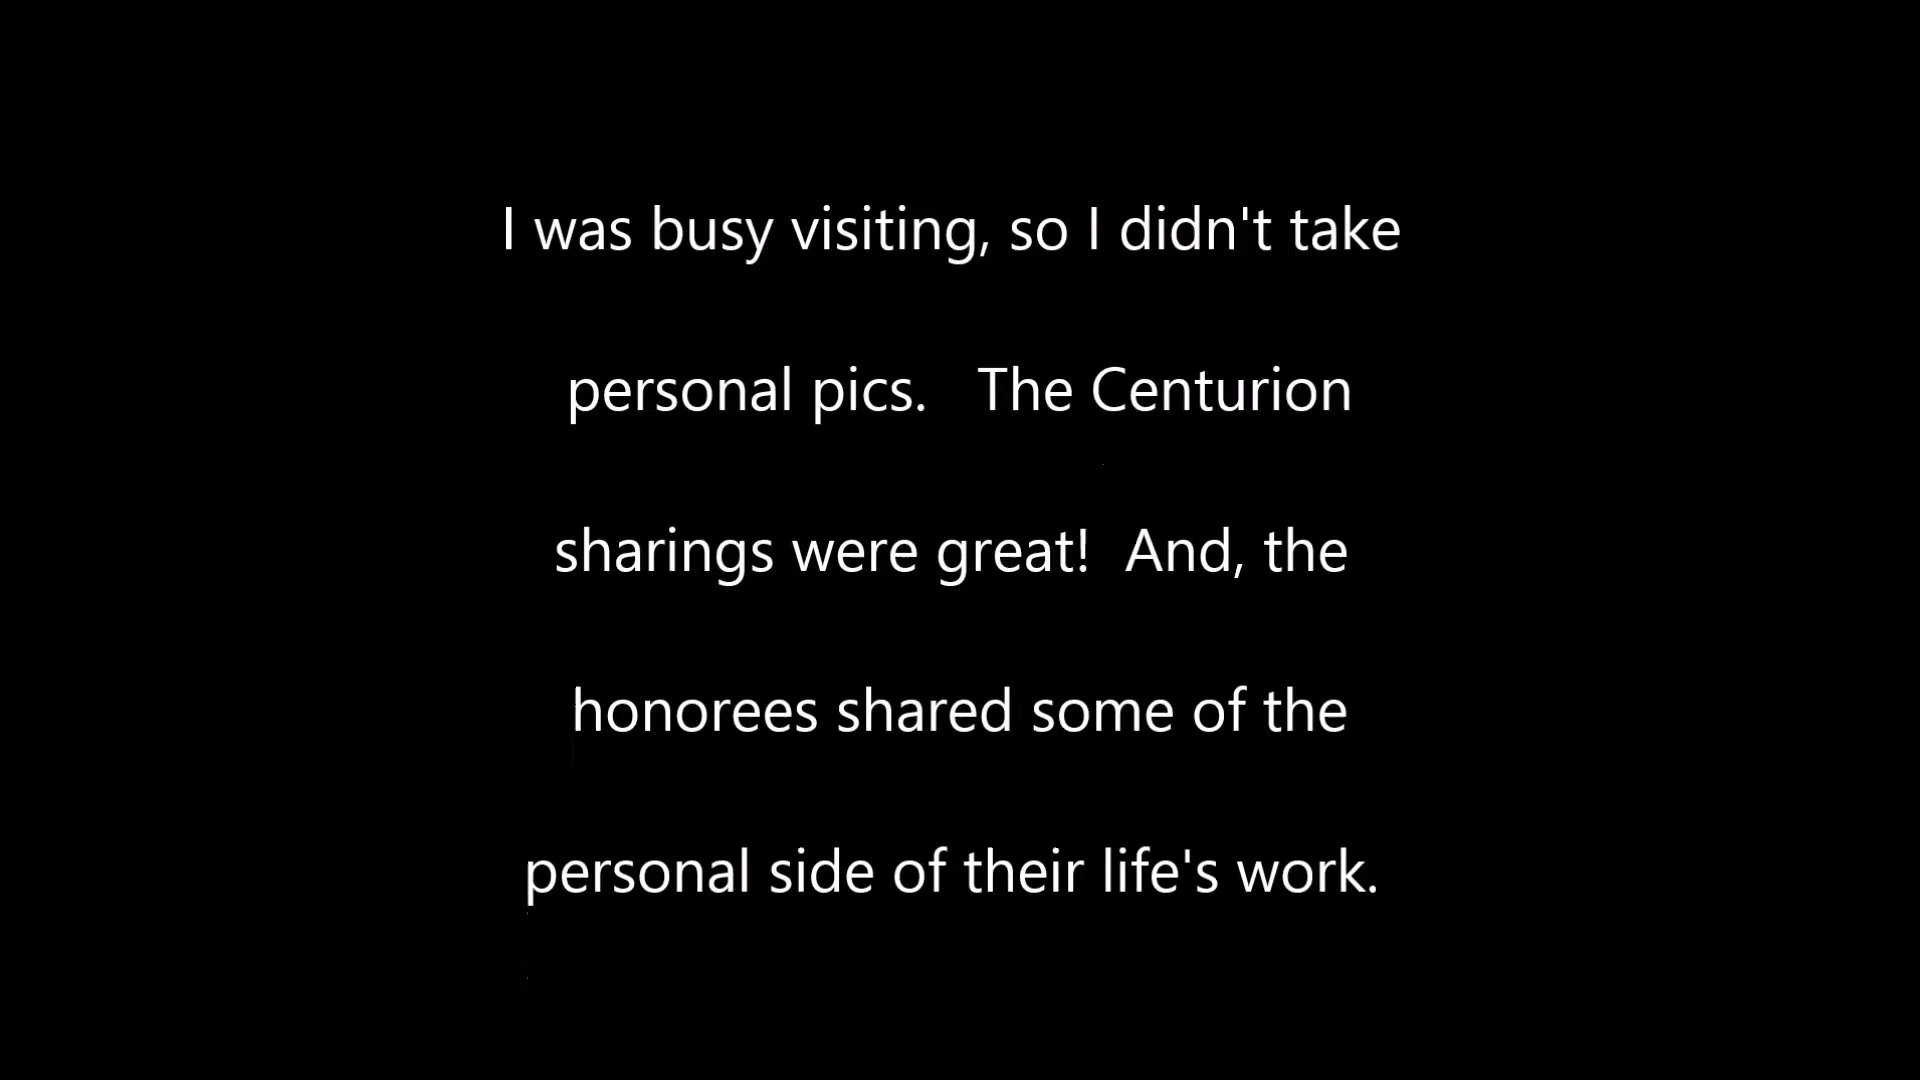 I was busy visiting, so I didn't take
personal pics.   The Centurion
sharings were great!  And, the
honorees shared some of the
personal side of their life's work.